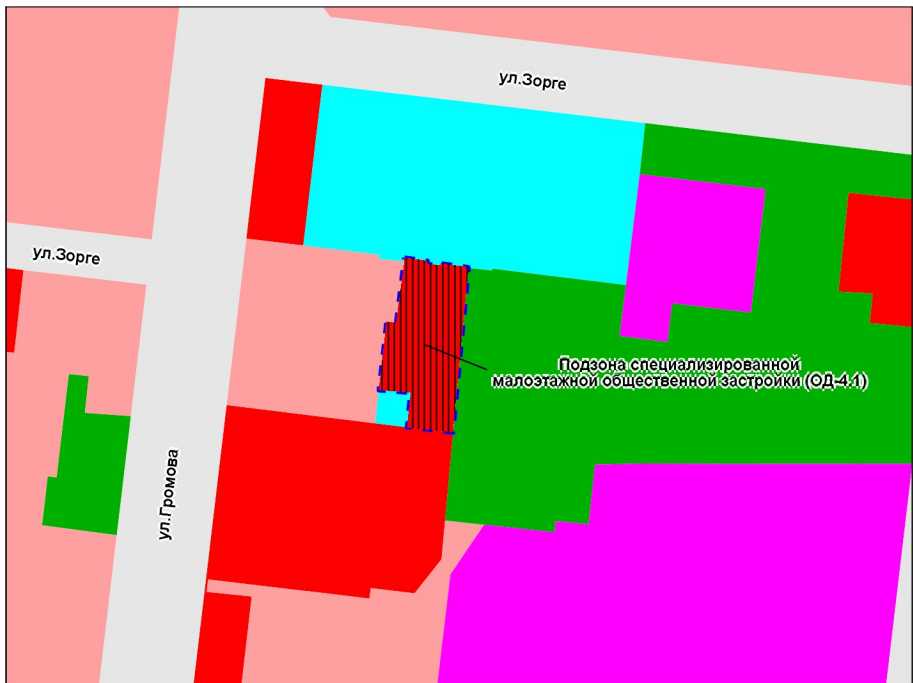 ул.Зорге
ул.Зорге
Подзона специализированной
малоэтажной общественной застройки (ОД-4.1)
ул.Громова